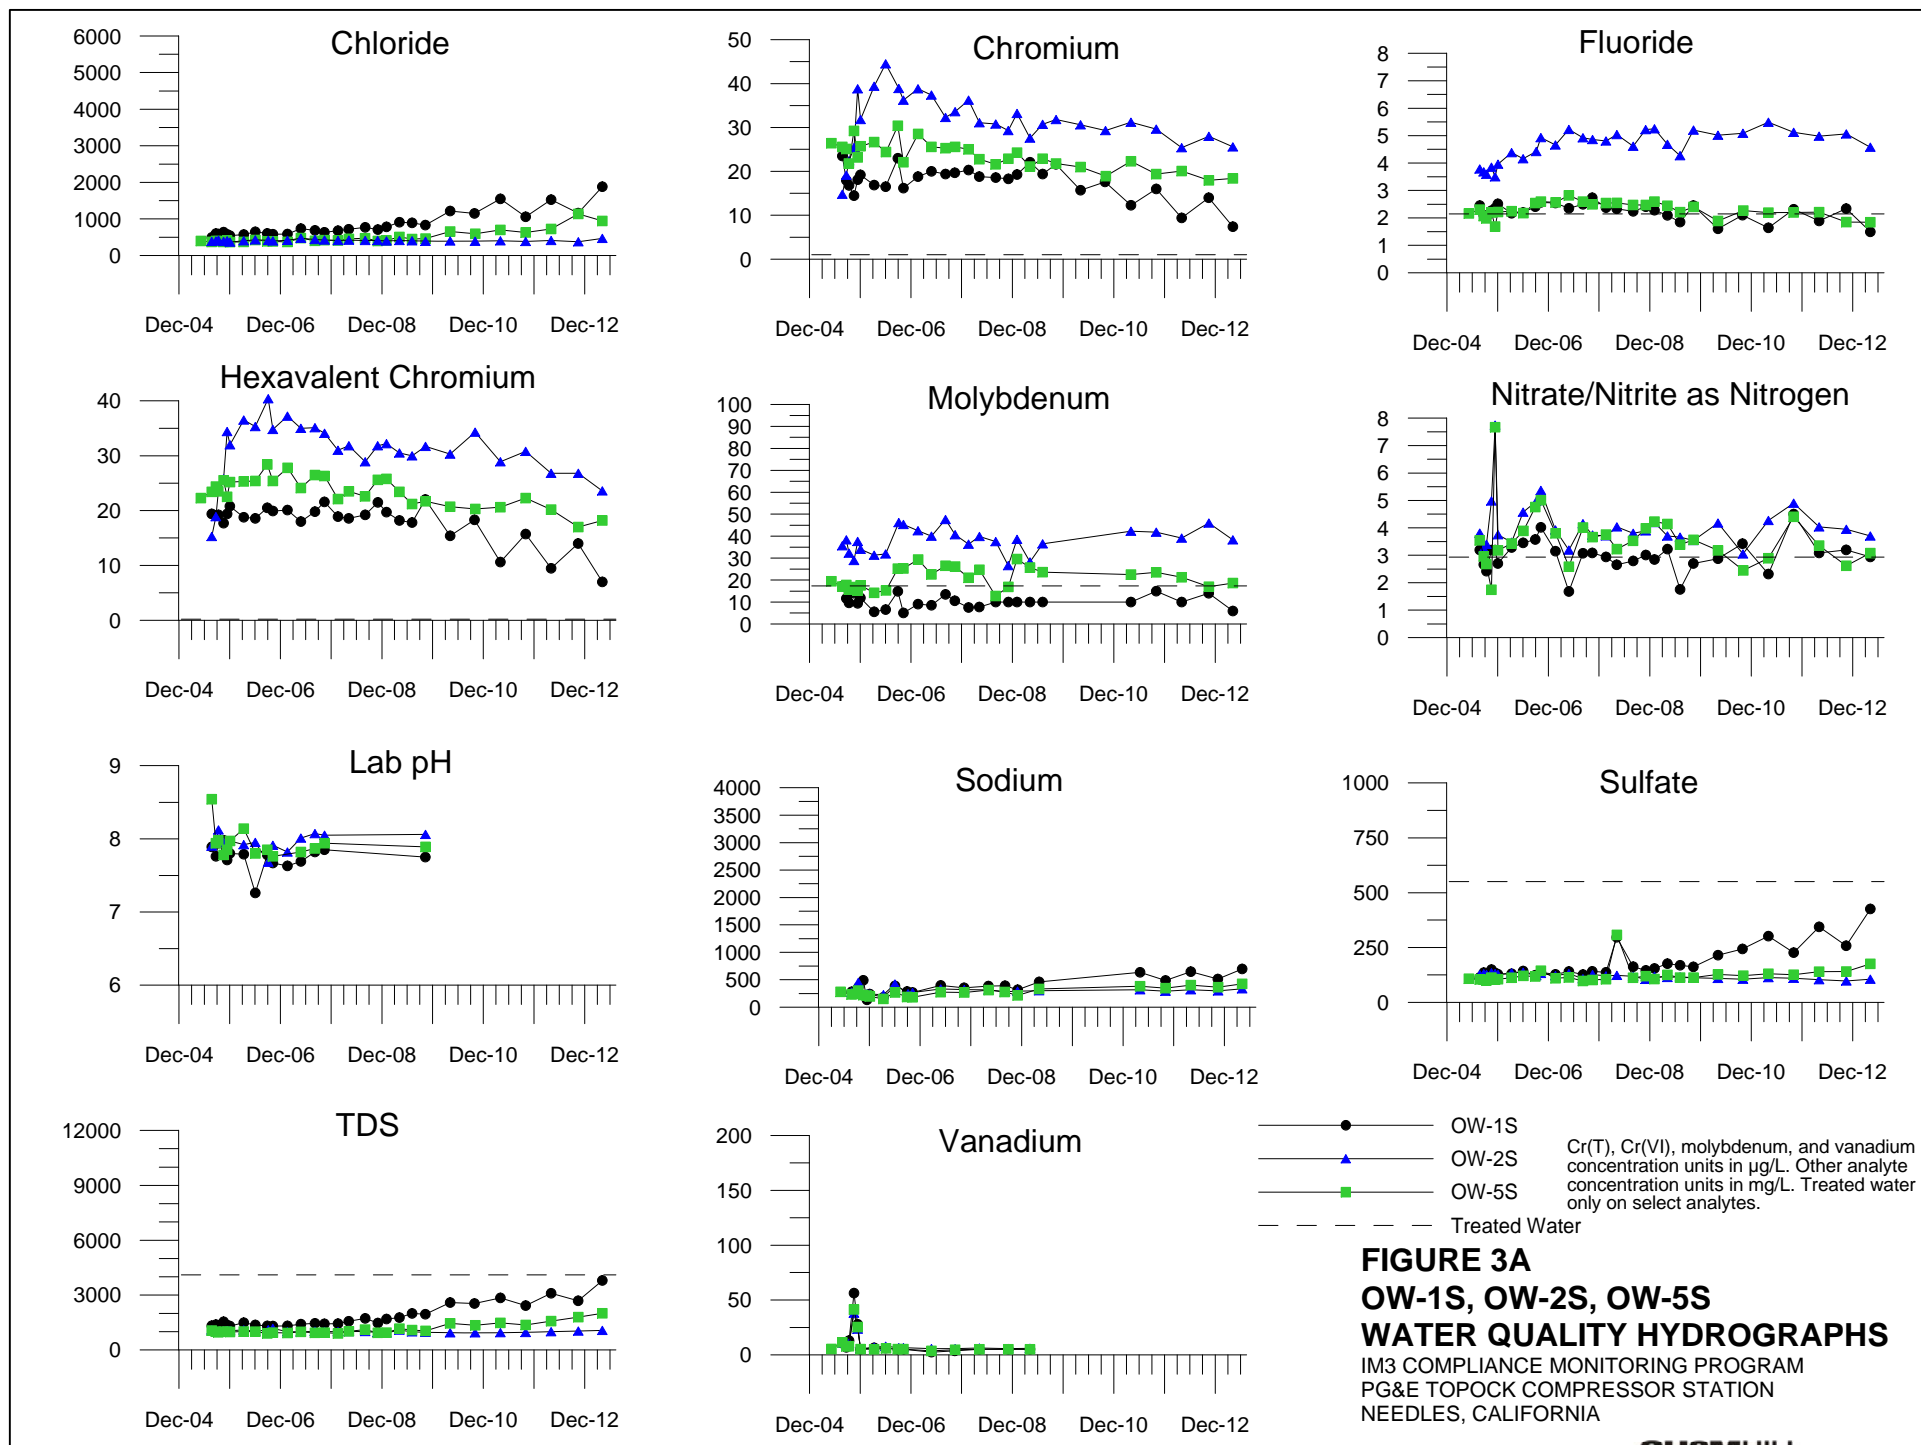 Chloride
6000
5000
4000
3000
2000
1000
0
Dec-04 Dec-06 Dec-08 Dec-10 Dec-12
Chromium
50
40
30
20
10
0
Dec-04 Dec-06 Dec-08 Dec-10 Dec-12
Fluoride
8
7
6
5
4
3
2
1
0
Dec-04 Dec-06 Dec-08 Dec-10 Dec-12
Hexavalent Chromium
40
30
20
10
0
Dec-04 Dec-06 Dec-08 Dec-10 Dec-12
Molybdenum
100
90
80
70
60
50
40
30
20
10
0
Dec-04 Dec-06 Dec-08 Dec-10 Dec-12
Nitrate/Nitrite as Nitrogen
8
7
6
5
4
3
2
1
0
Dec-04 Dec-06 Dec-08 Dec-10 Dec-12
Lab pH
9
8
7
6
Dec-04 Dec-06 Dec-08 Dec-10 Dec-12
Sodium
4000
3500
3000
2500
2000
1500
1000
500
0
Dec-04 Dec-06 Dec-08 Dec-10 Dec-12
Sulfate
1000
750
500
250
0
Dec-04 Dec-06 Dec-08 Dec-10 Dec-12
TDS
12000
9000
6000
3000
0
Dec-04 Dec-06 Dec-08 Dec-10 Dec-12
Vanadium
200
150
100
50
0
Dec-04 Dec-06 Dec-08 Dec-10 Dec-12
OW-1S
OW-2S
OW-5S
Treated Water
Cr(T), Cr(VI), molybdenum, and vanadium
concentration units in µg/L. Other analyte
concentration units in mg/L. Treated water
only on select analytes.
FIGURE 3A
OW-1S, OW-2S, OW-5S
WATER QUALITY HYDROGRAPHS
IM3 COMPLIANCE MONITORING PROGRAM
PG&E TOPOCK COMPRESSOR STATION
NEEDLES, CALIFORNIA